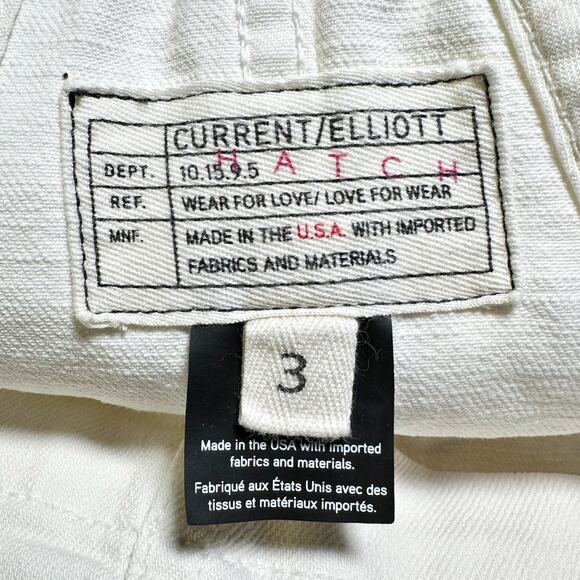 CURRENT/ELLIOTT
HATCH
DEPT. 10.15.9.5
REF. WEAR FOR LOVE/ LOVE FOR WEAR
MNF. MADE IN THE U.S.A. WITH IMPORTED
FABRICS AND MATERIALS
3
Made in the USA with imported
fabrics and materials.
Fabriqué aux États Unis avec des
tissus et matériaux importés.